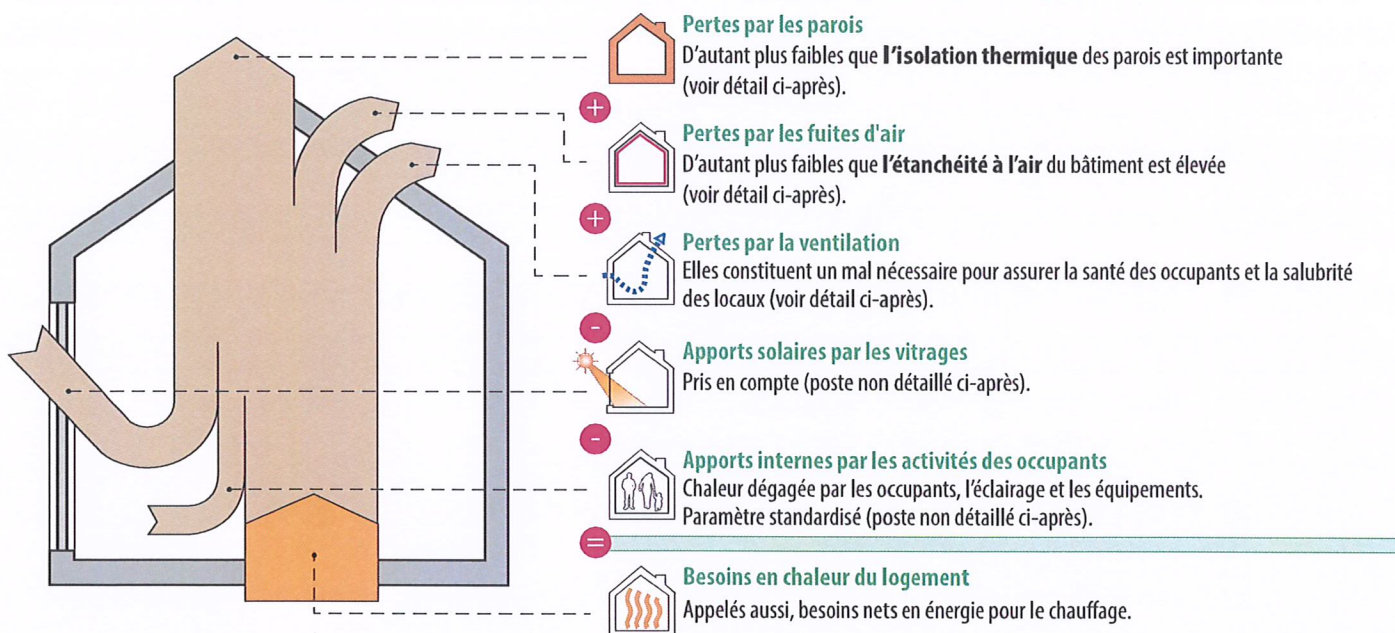 Pertes par les parois
D'autant plus faibles que l'isolation thermique des parois est importante
(voir détail ci-après).
+
Pertes par les fuites d'air
D'autant plus faibles que l'étanchéité à l'air du bâtiment est élevée
(voir détail ci-après).
+
Pertes par la ventilation
Elles constituent un mal nécessaire pour assurer la santé des occupants et la salubrité
des locaux (voir détail ci-après).
-
Apports solaires par les vitrages
Pris en compte (poste non détaillé ci-après).
-
Apports internes par les activités des occupants
Chaleur dégagée par les occupants, l'éclairage et les équipements.
Paramètre standardisé (poste non détaillé ci-après).
=
Besoins en chaleur du logement
Appelés aussi, besoins nets en énergie pour le chauffage.